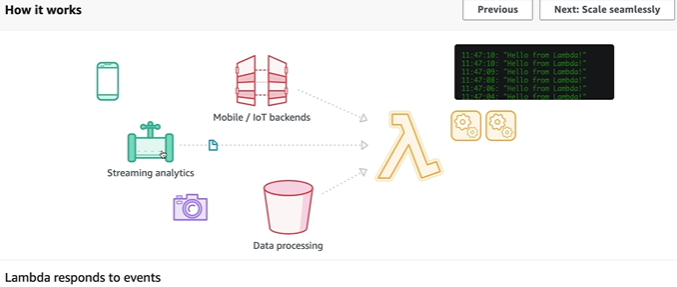 How it works
Previous
Next: Scale seamlessly
11:47:10: "Hello from Lambda!"
11:47:10: "Hello from Lambda!"
11:47:09: "Hello from Lambda!"
11:47:08: "Hello from Lambda!"
11:47:06: "Hello from Lambda!"
11:47:04: "Hello from Lambda!"
Mobile / IoT backends
Streaming analytics
Data processing
Lambda responds to events